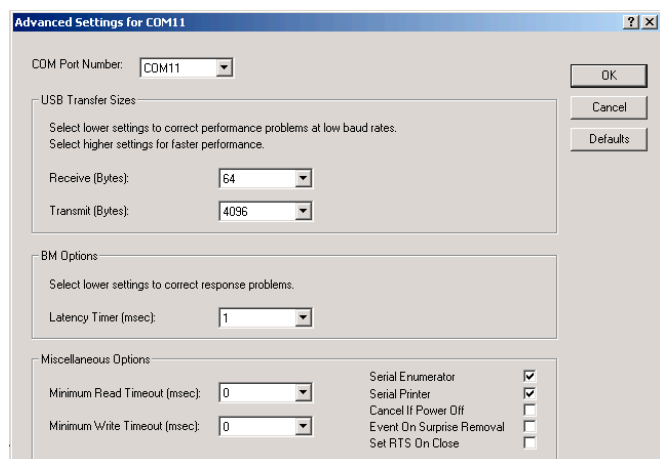 Advanced Settings for COM11
COM Port Number: COM11
OK
Cancel
Defaults
USB Transfer Sizes
Select lower settings to correct performance problems at low baud rates.
Select higher settings for faster performance.
Receive (Bytes): 64
Transmit (Bytes): 4096
BM Options
Select lower settings to correct response problems.
Latency Timer (msec): 1
Miscellaneous Options
Minimum Read Timeout (msec): 0
Minimum Write Timeout (msec): 0
Serial Enumerator
Serial Printer
Cancel If Power Off
Event On Surprise Removal
Set RTS On Close